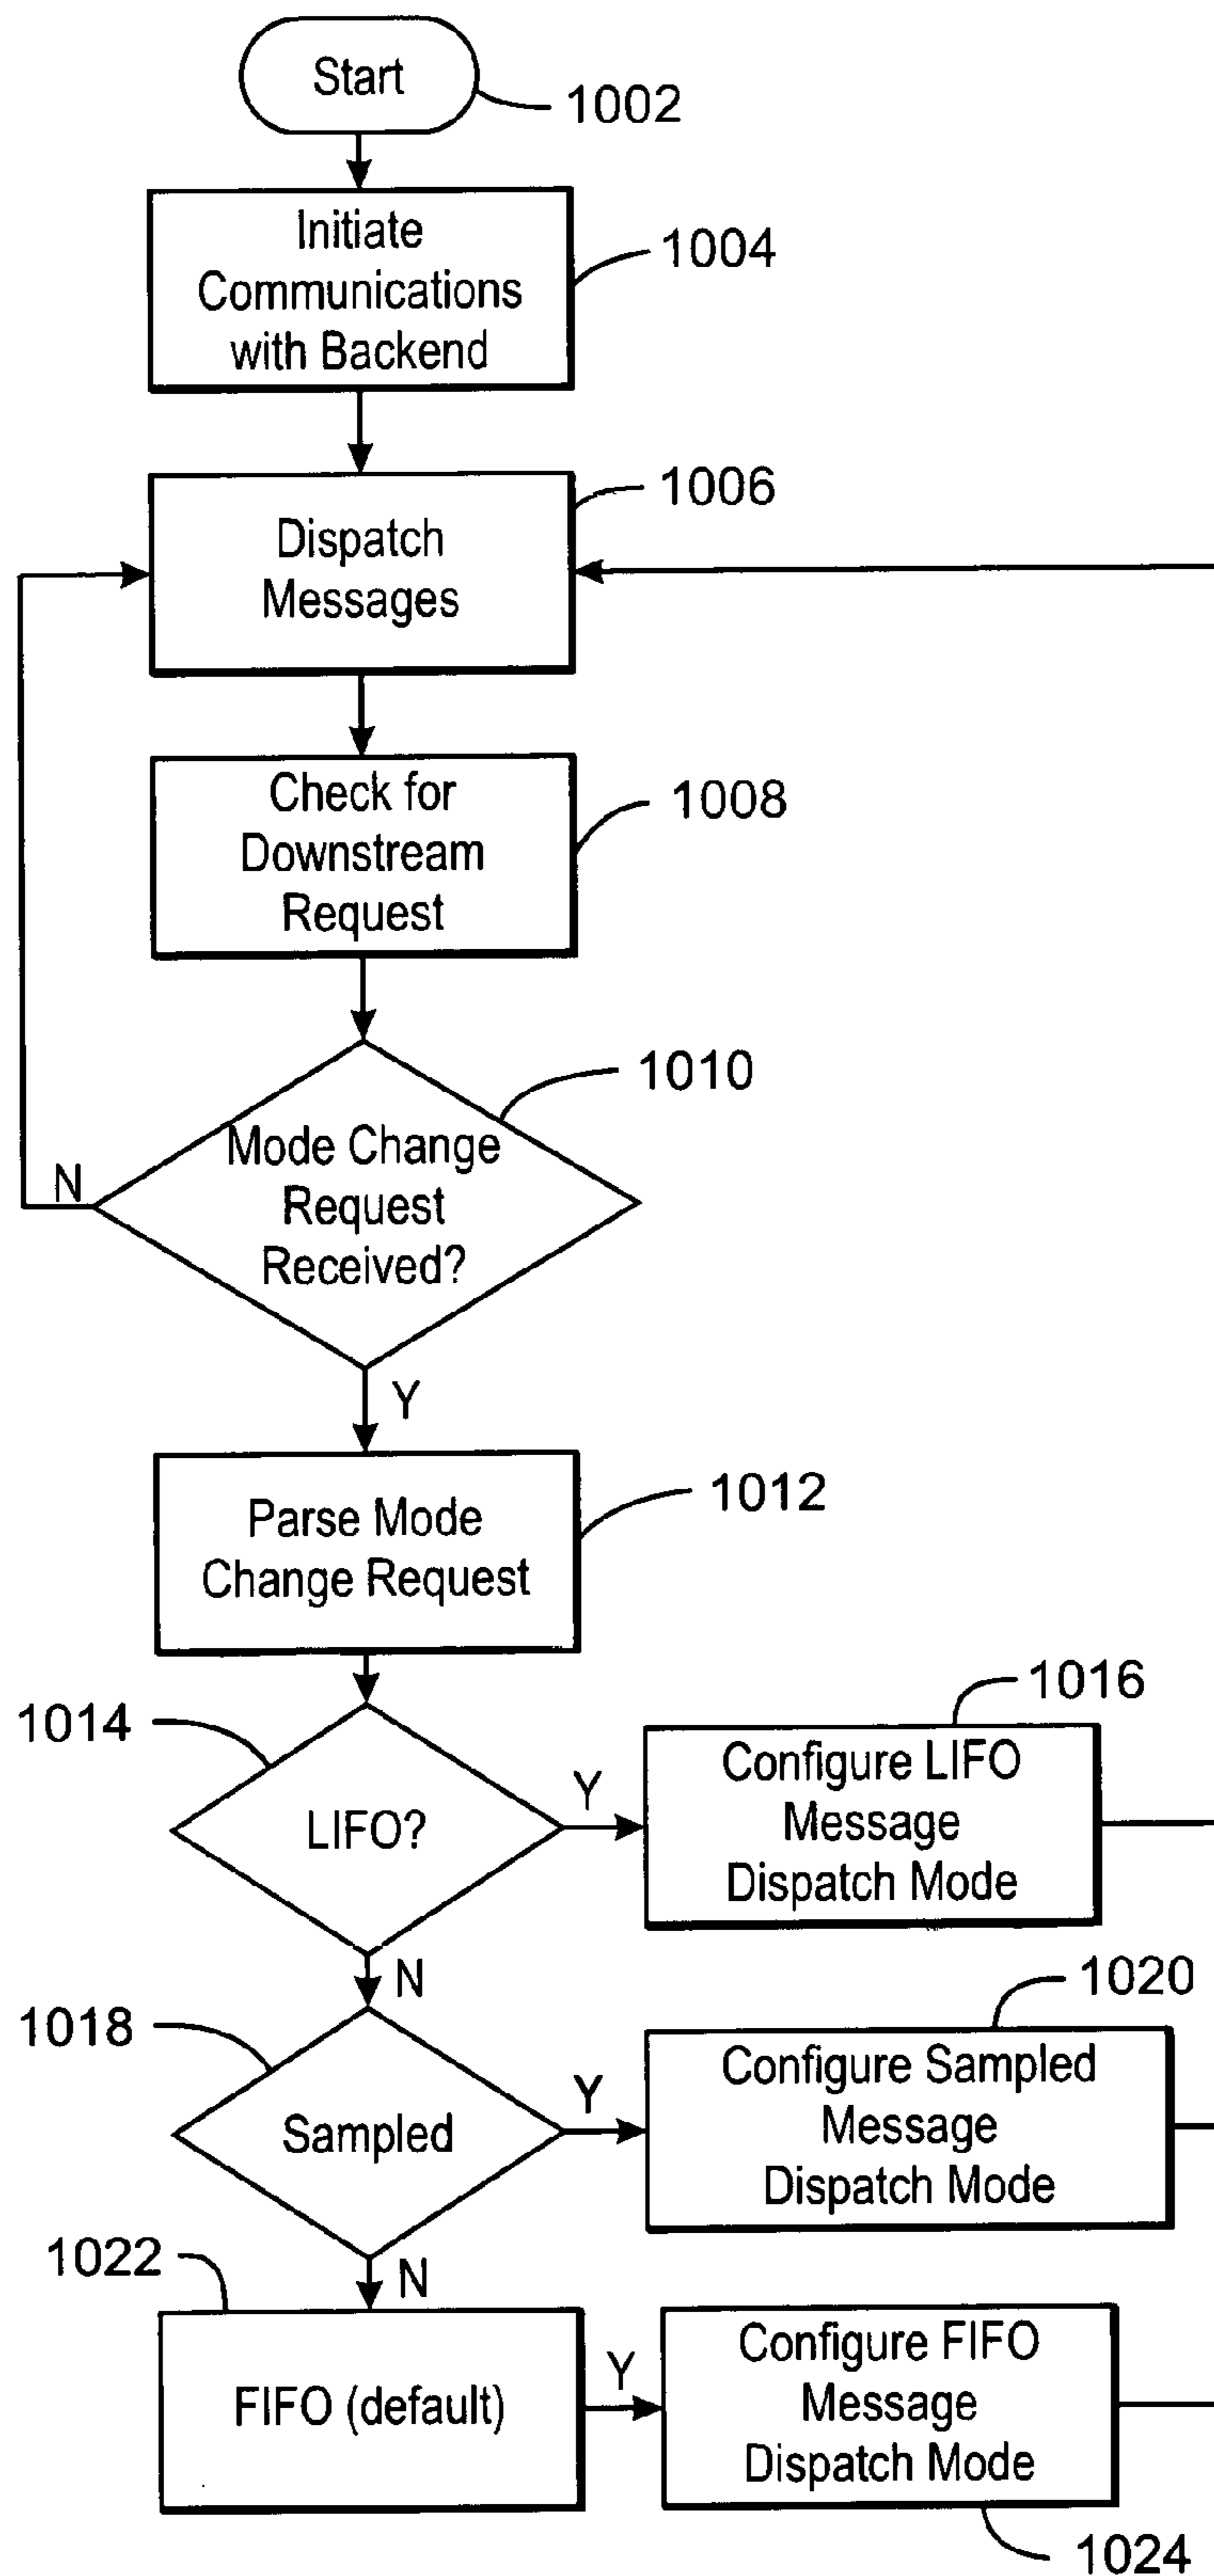 Start
1002
Initiate
Communications
with Backend
1004
Dispatch
Messages
1006
Check for
Downstream
Request
1008
Mode Change
Request
Received?
1010
N
Y
Parse Mode
Change Request
1012
1014
LIFO?
Y
Configure LIFO
Message
Dispatch Mode
1016
N
1018
Sampled
Y
Configure Sampled
Message
Dispatch Mode
1020
N
1022
FIFO (default)
Y
Configure FIFO
Message
Dispatch Mode
1024